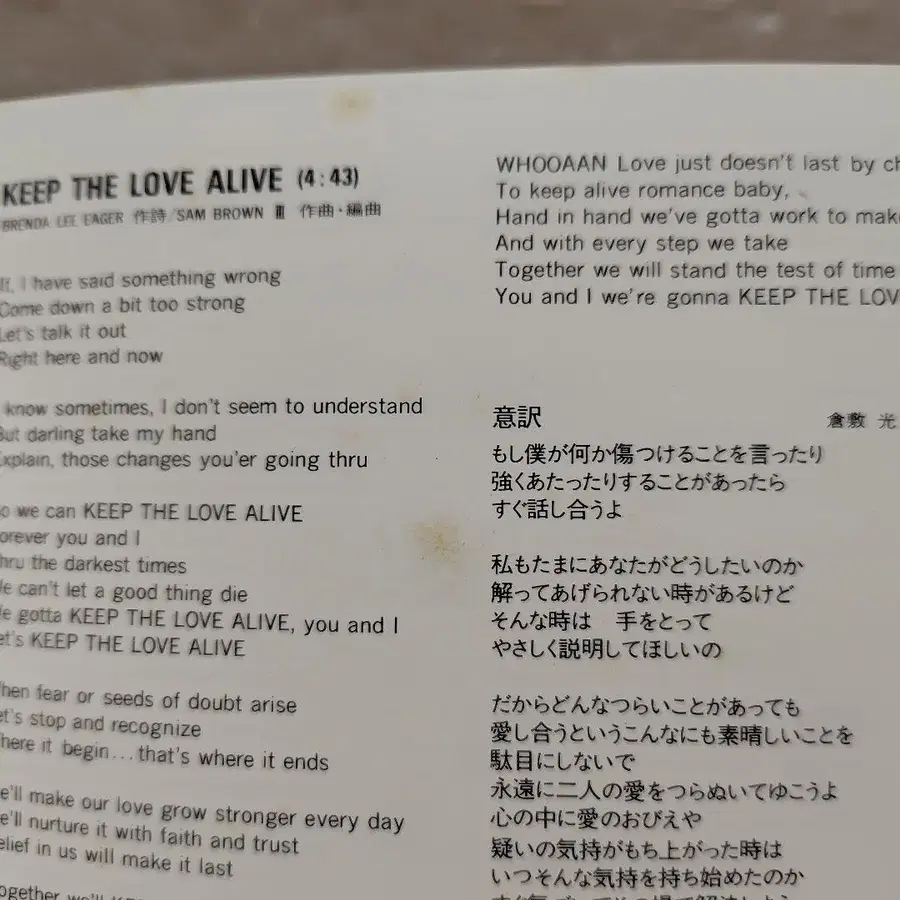 KEEP THE LOVE ALIVE (4:43)
BRENDA LEE EAGER 作詩/SAM BROWN Ⅲ 作曲・編曲
If, I have said something wrong
Come down a bit too strong
Let's talk it out
Right here and now
know sometimes, I don't seem to understand
But darling take my hand
Explain, those changes you'er going thru
we can KEEP THE LOVE ALIVE
you and I
the darkest times
can't let a good thing die
gotta KEEP THE LOVE ALIVE, you and I
KEEP THE LOVE ALIVE
fear or seeds of doubt arise
stop and recognize
it begin...that's where it ends
make our love grow stronger every day
nurture it with faith and trust
in us will make it last
WHOOAAN Love just doesn't last by
To keep alive romance baby,
Hand in hand we've gotta work to
And with every step we take
Together we will stand the test of time
You and I we're gonna KEEP THE
意訳 倉敷 光
もし僕が何か傷つけることを言ったり
強くあたったりすることがあったら
すぐ話し合うよ
私もたまにあなたがどうしたいのか
解ってあげられない時があるけど
そんな時は 手をとって
やさしく説明してほしいの
だからどんなつらいことがあっても
愛し合うというこんなにも素晴しいことを
駄目にしないで
永遠に二人の愛をつらぬいてゆこうよ
心の中に愛のおびえや
疑いの気持がもち上がった時は
いつそんな気持を持ち始めたのか